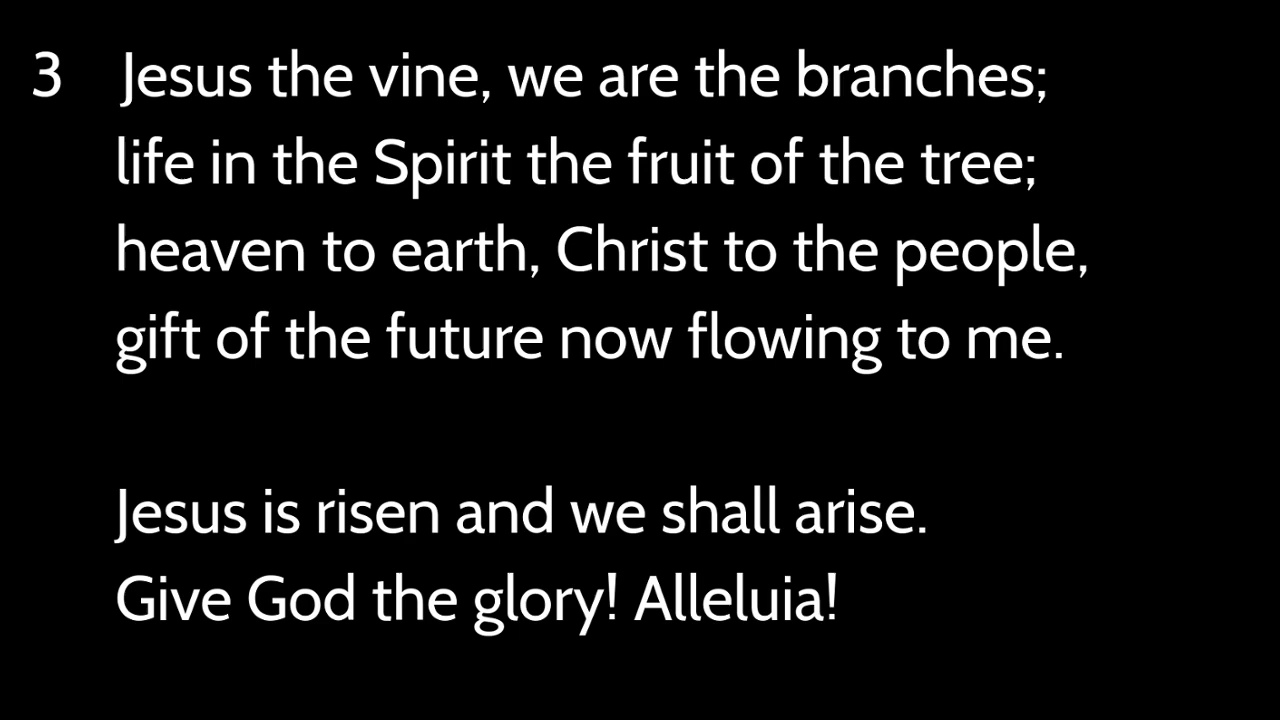 3 Jesus the vine, we are the branches;
life in the Spirit the fruit of the tree;
heaven to earth, Christ to the people,
gift of the future now flowing to me.
Jesus is risen and we shall arise.
Give God the glory! Alleluia!